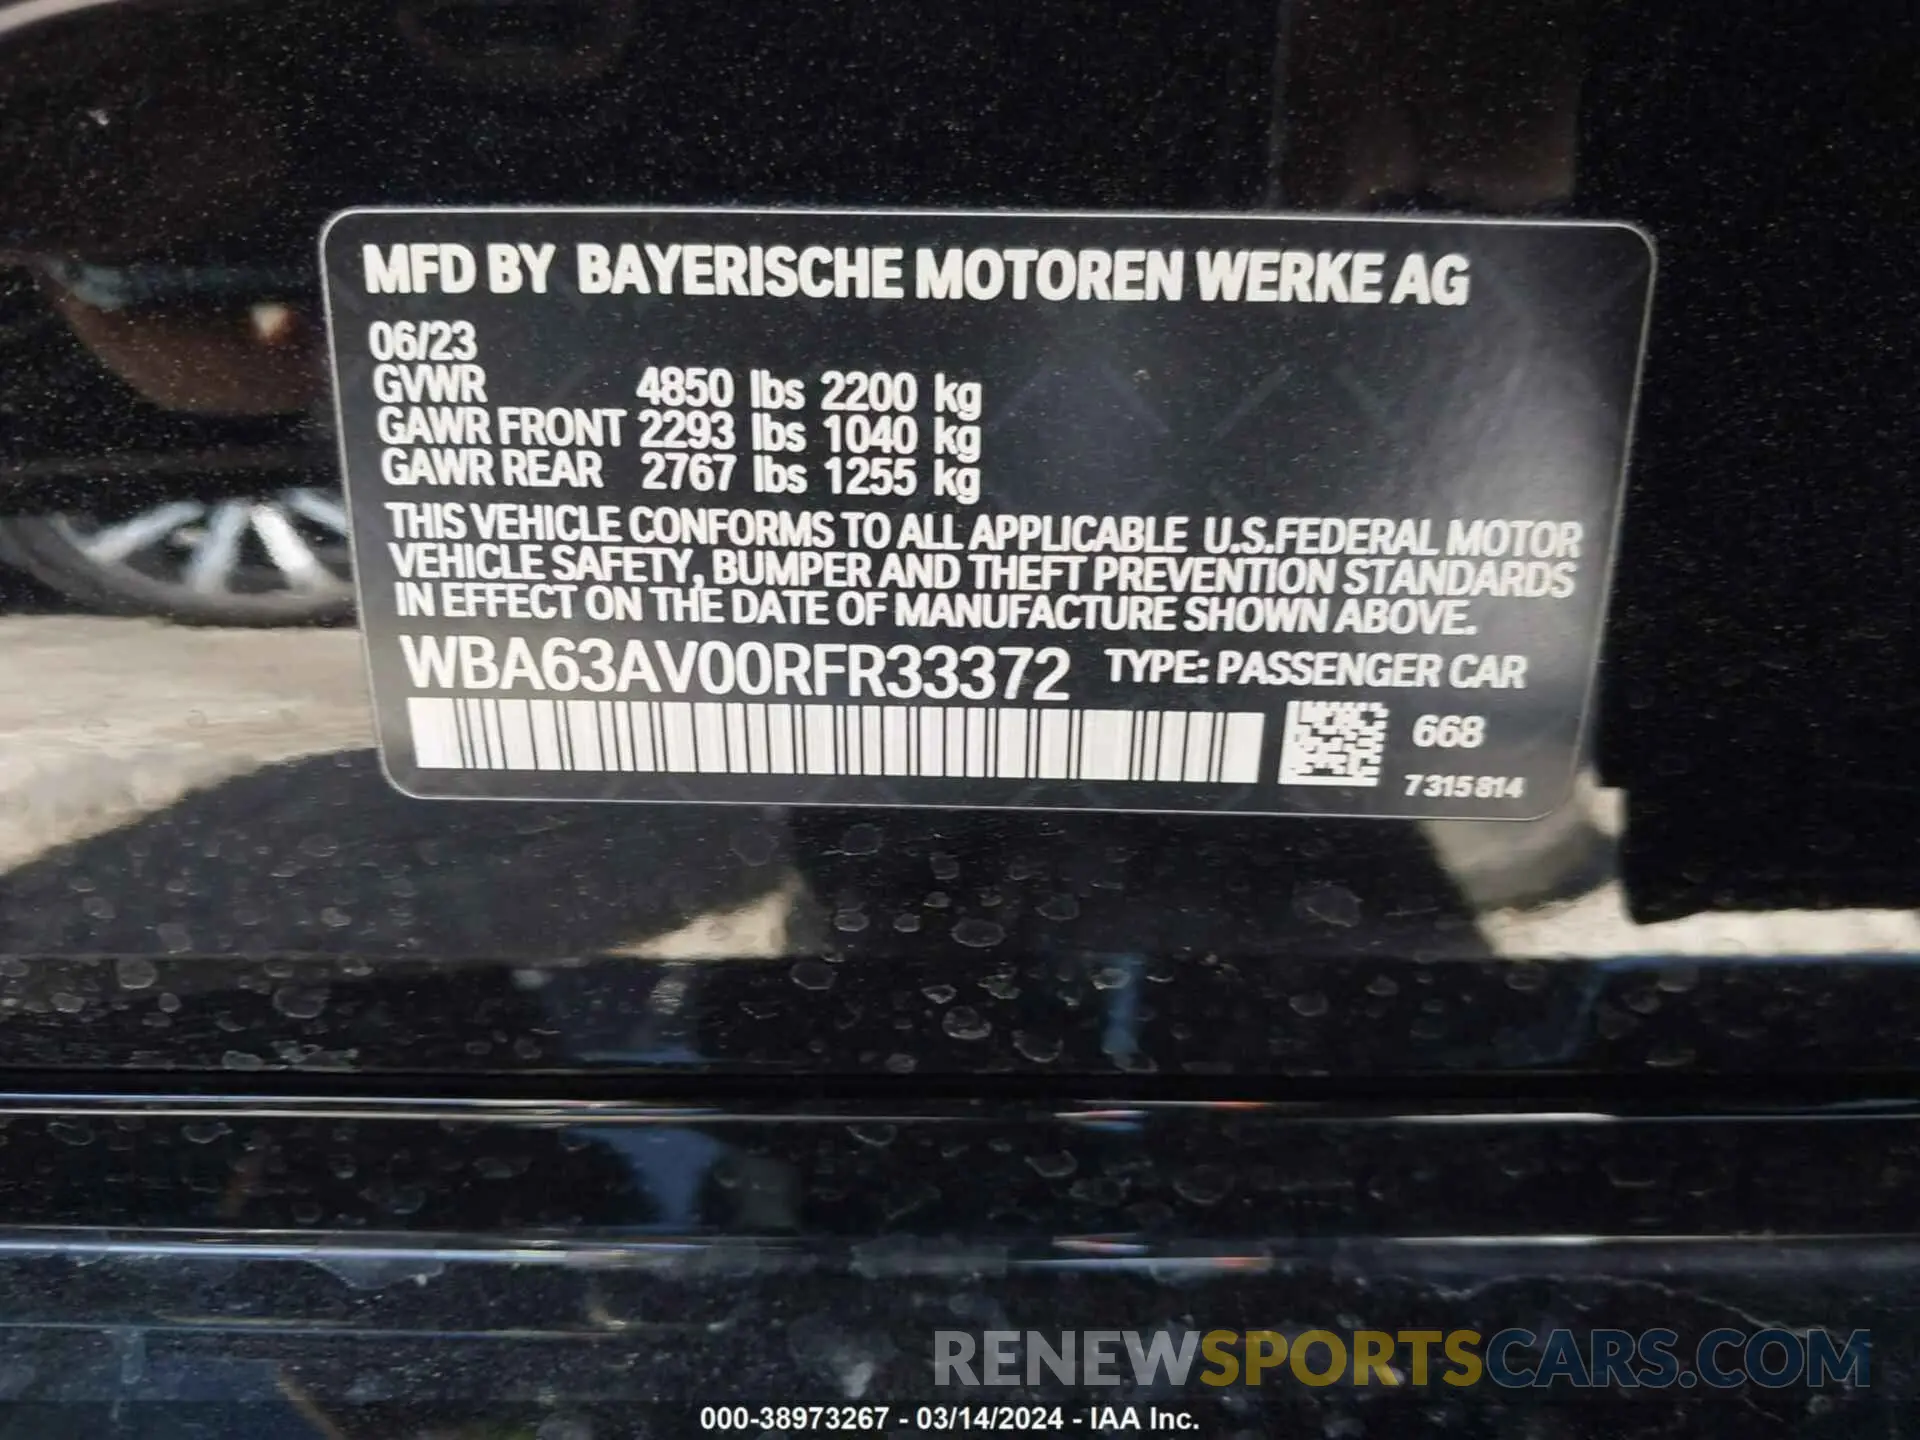 MFD BY BAYERISCHE MOTOREN WERKE AG
06/23
GVWR 4850 lbs 2200 kg
GAWR FRONT 2293 lbs 1040 kg
GAWR REAR 2767 lbs 1255 kg
THIS VEHICLE CONFORMS TO ALL APPLICABLE U.S.FEDERAL MOTOR
VEHICLE SAFETY, BUMPER AND THEFT PREVENTION STANDARDS
IN EFFECT ON THE DATE OF MANUFACTURE SHOWN ABOVE.
WBA63AV00RFR33372 TYPE: PASSENGER CAR
668
7 315 814
RENEWSPORTSCARS.COM
000-38973267 - 03/14/2024 - IAA Inc.